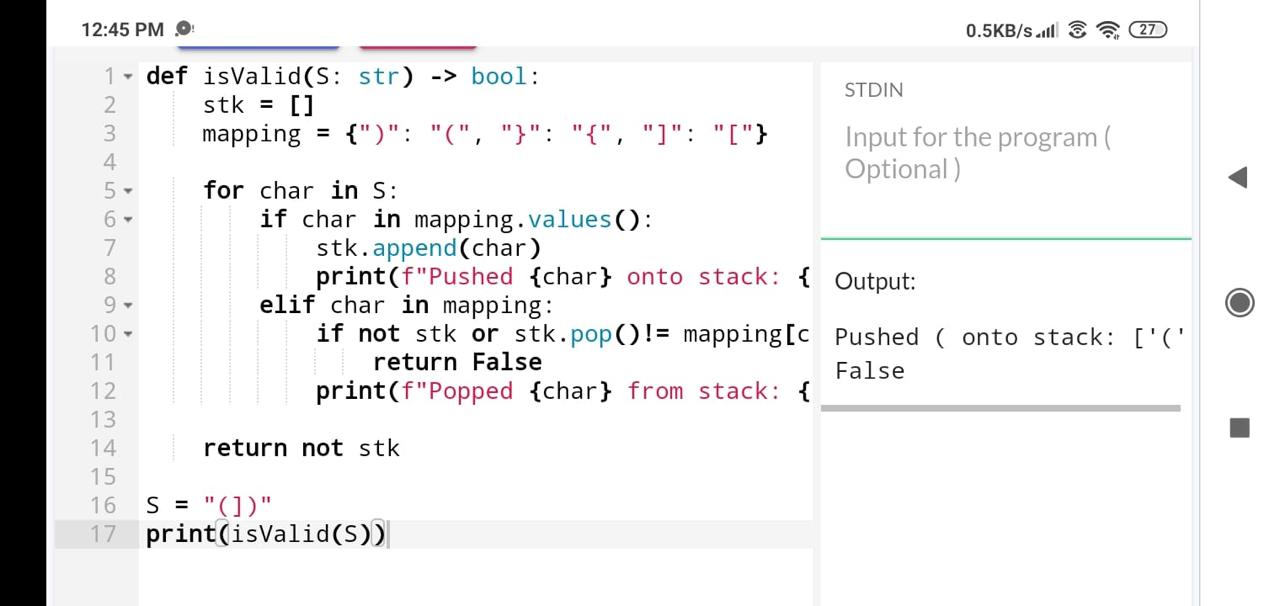 12:45 PM
0.5KB/s
27
1 def isValid(S: str) -> bool:
2     stk = []
3     mapping = {")": "(", "}": "{", "]": "["}
4
5     for char in S:
6         if char in mapping.values():
7             stk.append(char)
8             print(f"Pushed {char} onto stack: {
9         elif char in mapping:
10             if not stk or stk.pop()!= mapping[c
11                 return False
12             print(f"Popped {char} from stack: {
13
14     return not stk
15
16 S = "(])"
17 print(isValid(S))
STDIN
Input for the program (
Optional )
Output:
Pushed ( onto stack: ['('
False